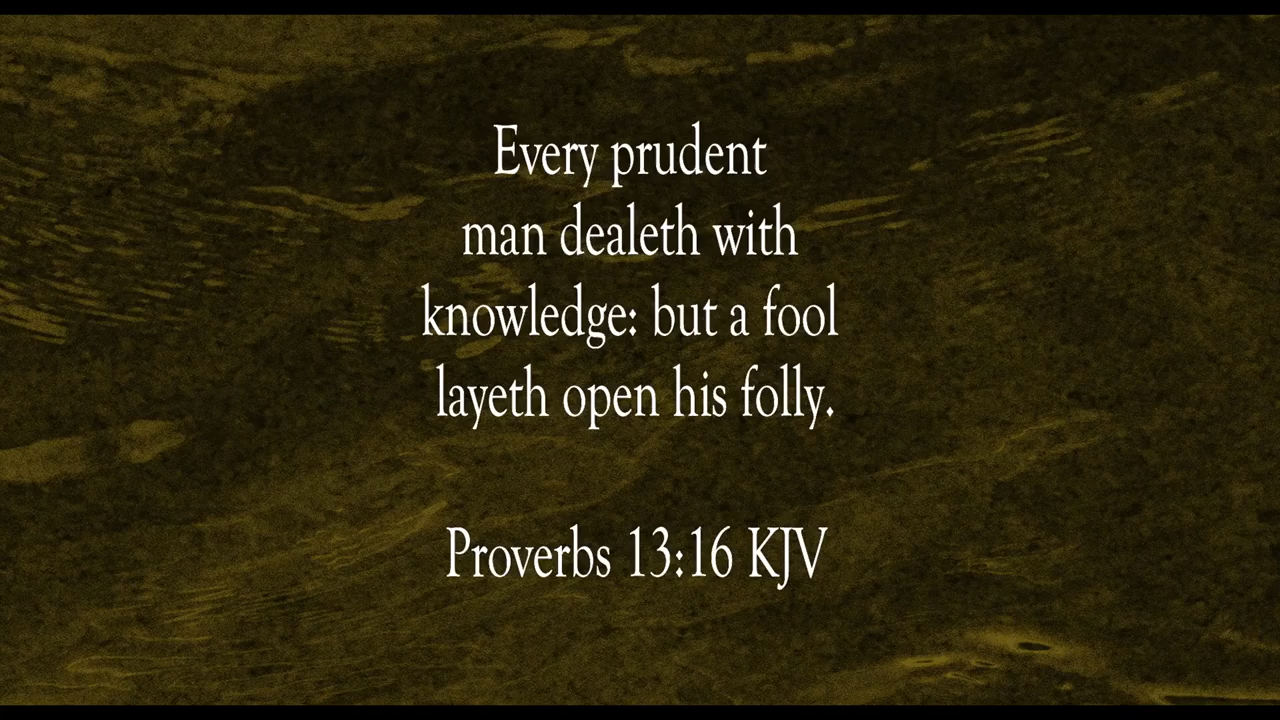 Every prudent
man dealeth with
knowledge: but a fool
layeth open his folly.
Proverbs 13:16 KJV